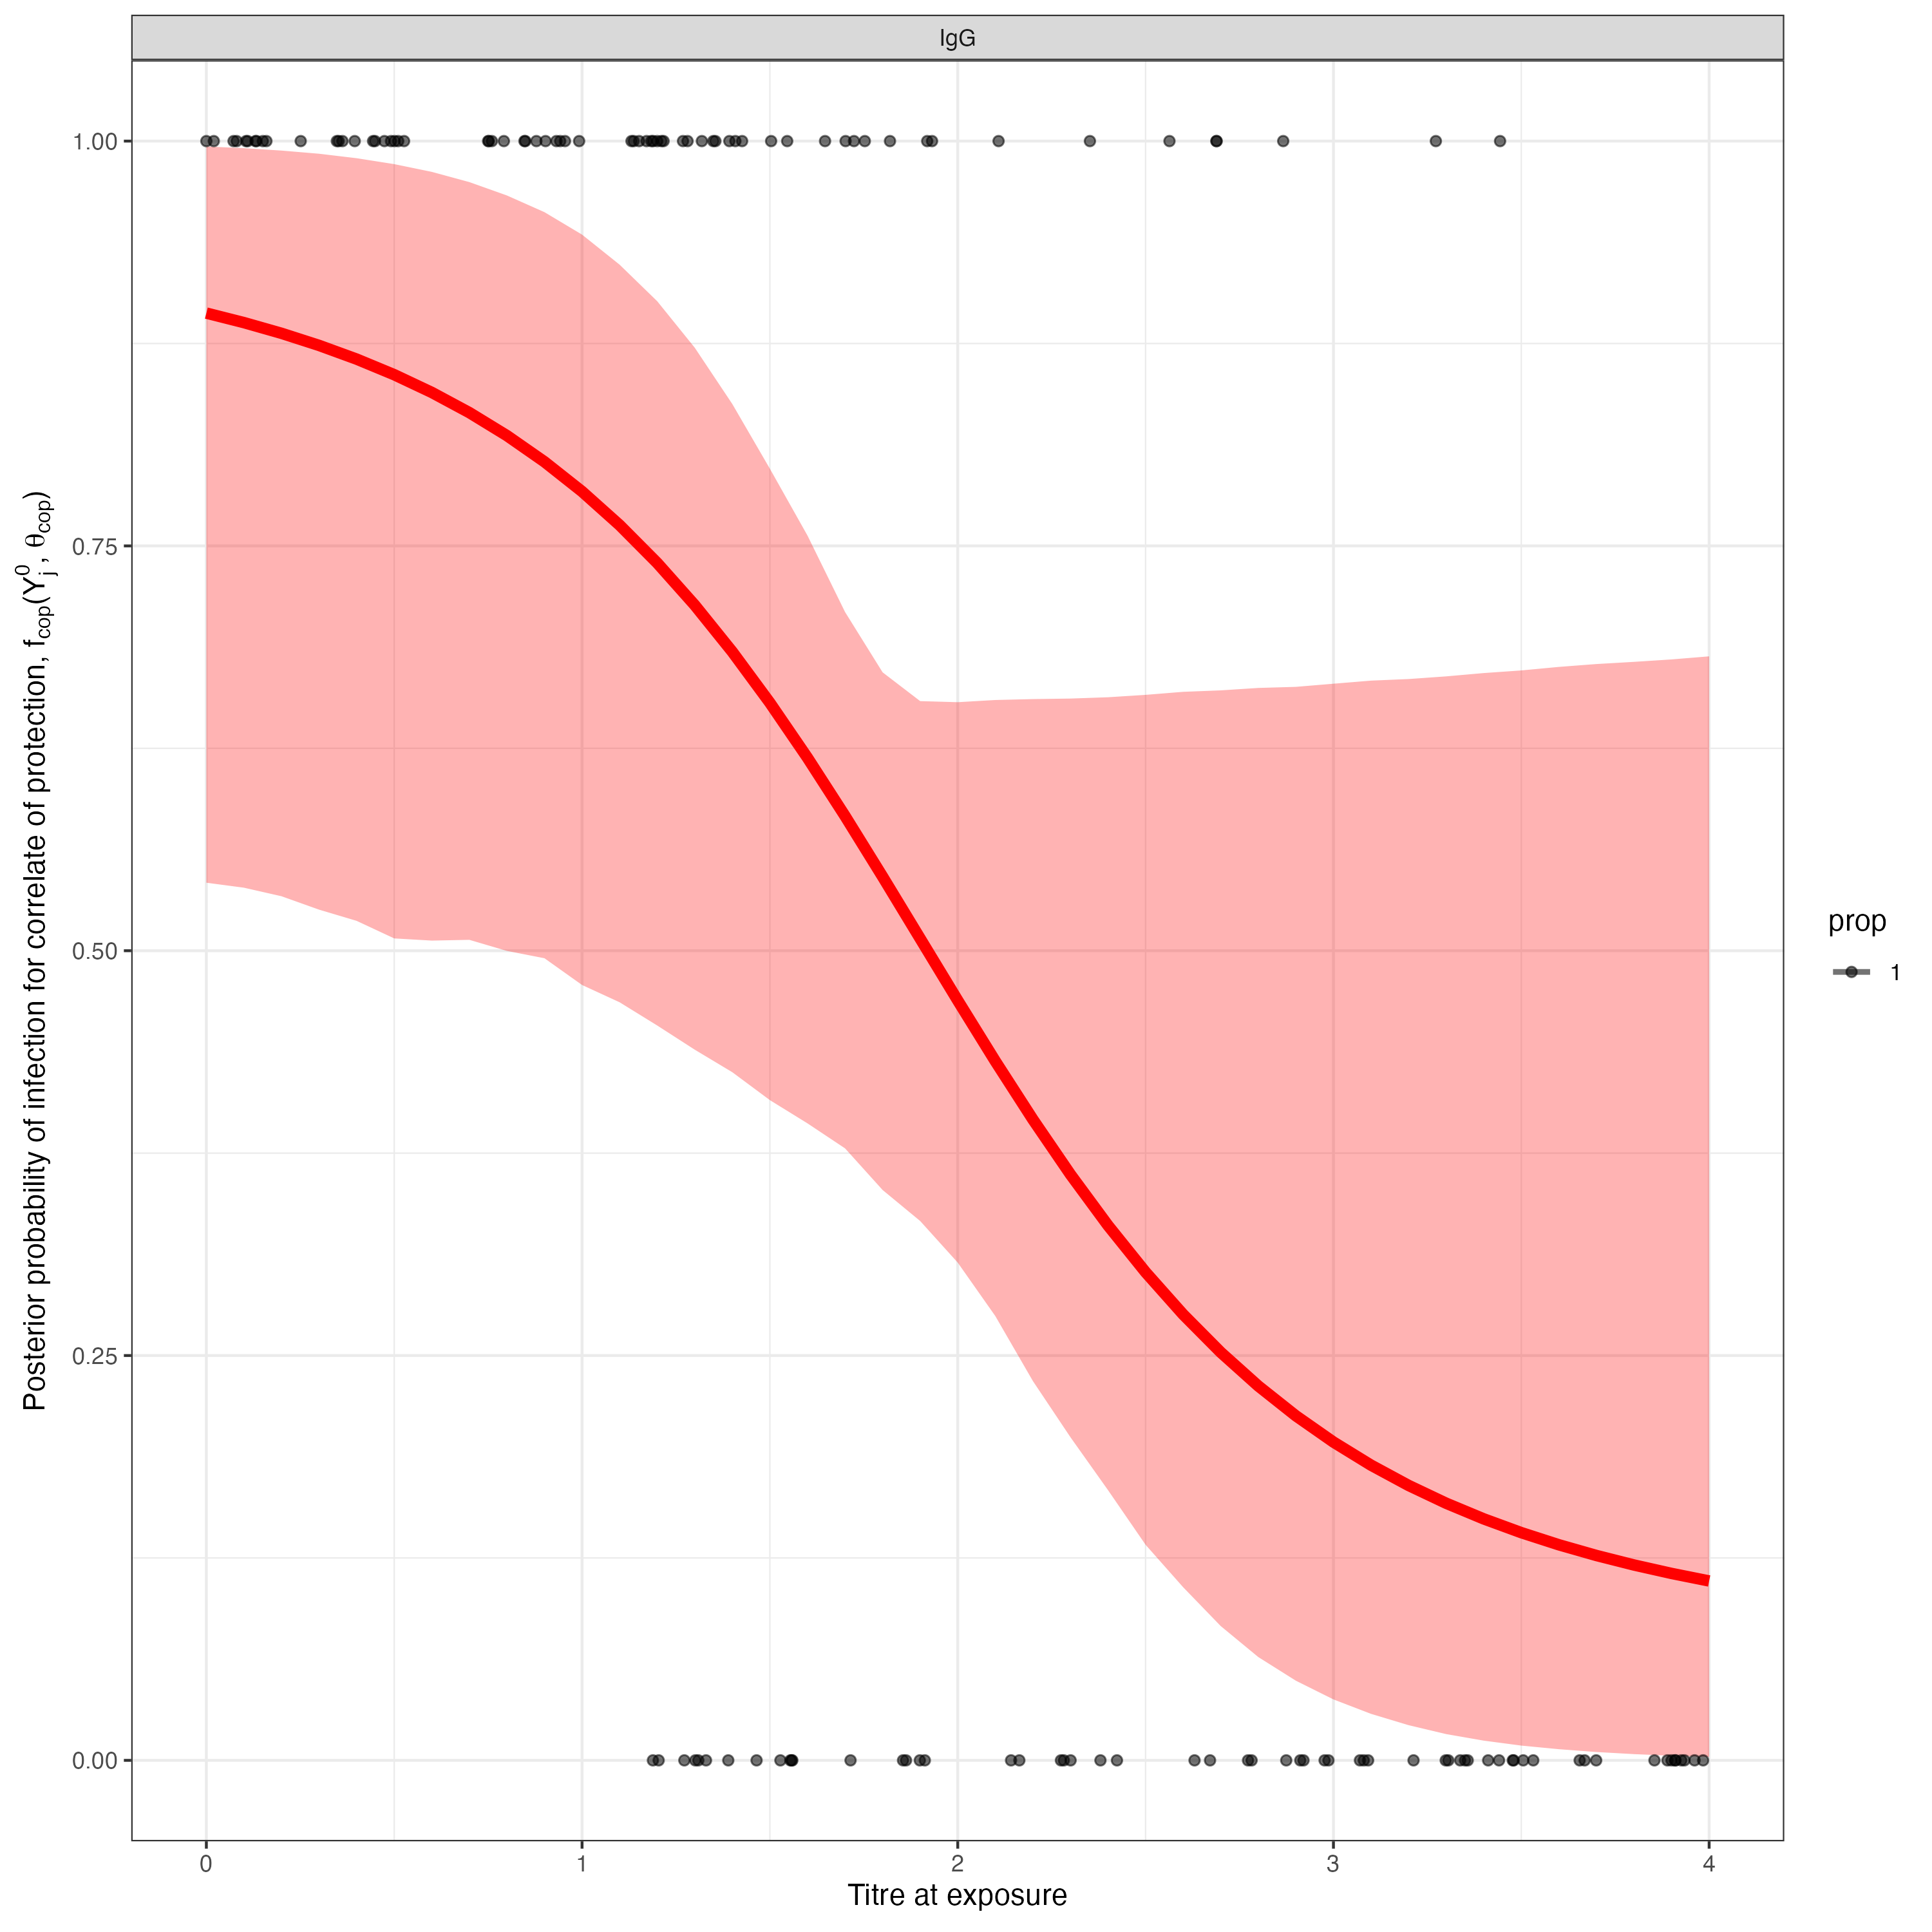 IgG
Posterior probability of infection for correlate of protection, f_cop(Y_j^0, θ_cop)
1.00
0.75
0.50
0.25
0.00
0 1 2 3 4
Titre at exposure
prop
1